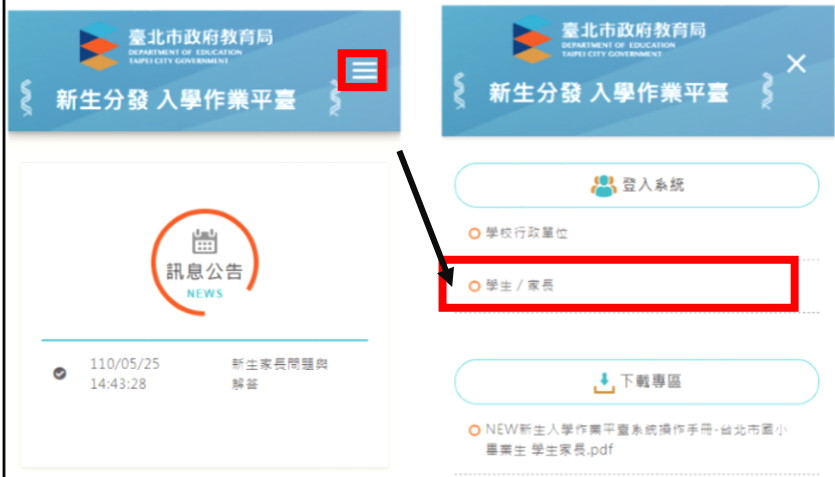 臺北市政府教育局
DEPARTMENT OF EDUCATION
TAIPEI CITY GOVERNMENT
新生分發 入學作業平臺
訊息公告
NEWS
110/05/25
14:43:28
新生家長問題與
解答
臺北市政府教育局
DEPARTMENT OF EDUCATION
TAIPEI CITY GOVERNMENT
新生分發 入學作業平臺
登入系統
學校行政單位
學生 / 家長
下載專區
NEW新生入學作業平臺系統操作手冊-台北市國小
畢業生 學生家長.pdf